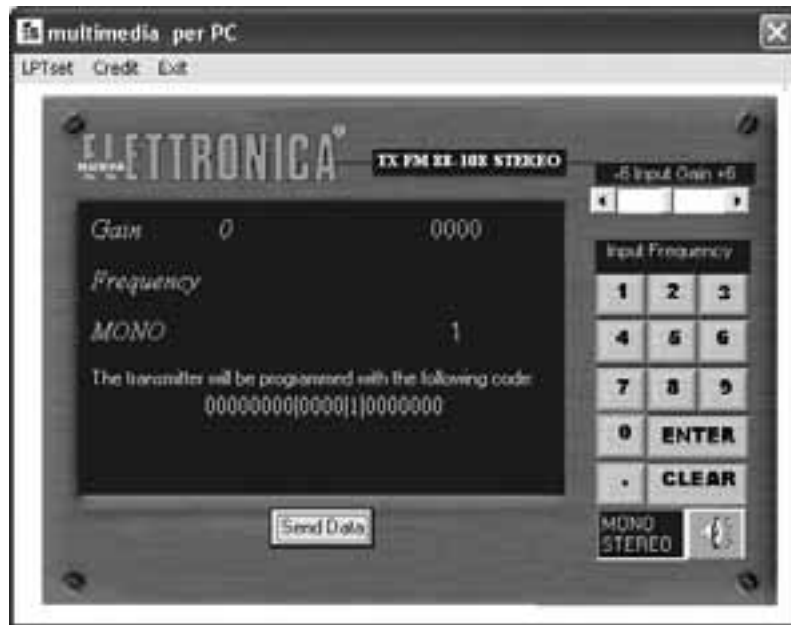 multimedia per PC
LPTset Credit Exit
NUOVA ELETTRONICA®
TX FM 88-108 STEREO
-6 Input Gain +6
Gain 0 0000
Frequency
MONO 1
The transmitter will be programmed with the following code:
00000000|0000|1|0000000
Send Data
Input Frequency
1 2 3
4 5 6
7 8 9
0 ENTER
. CLEAR
MONO
STEREO